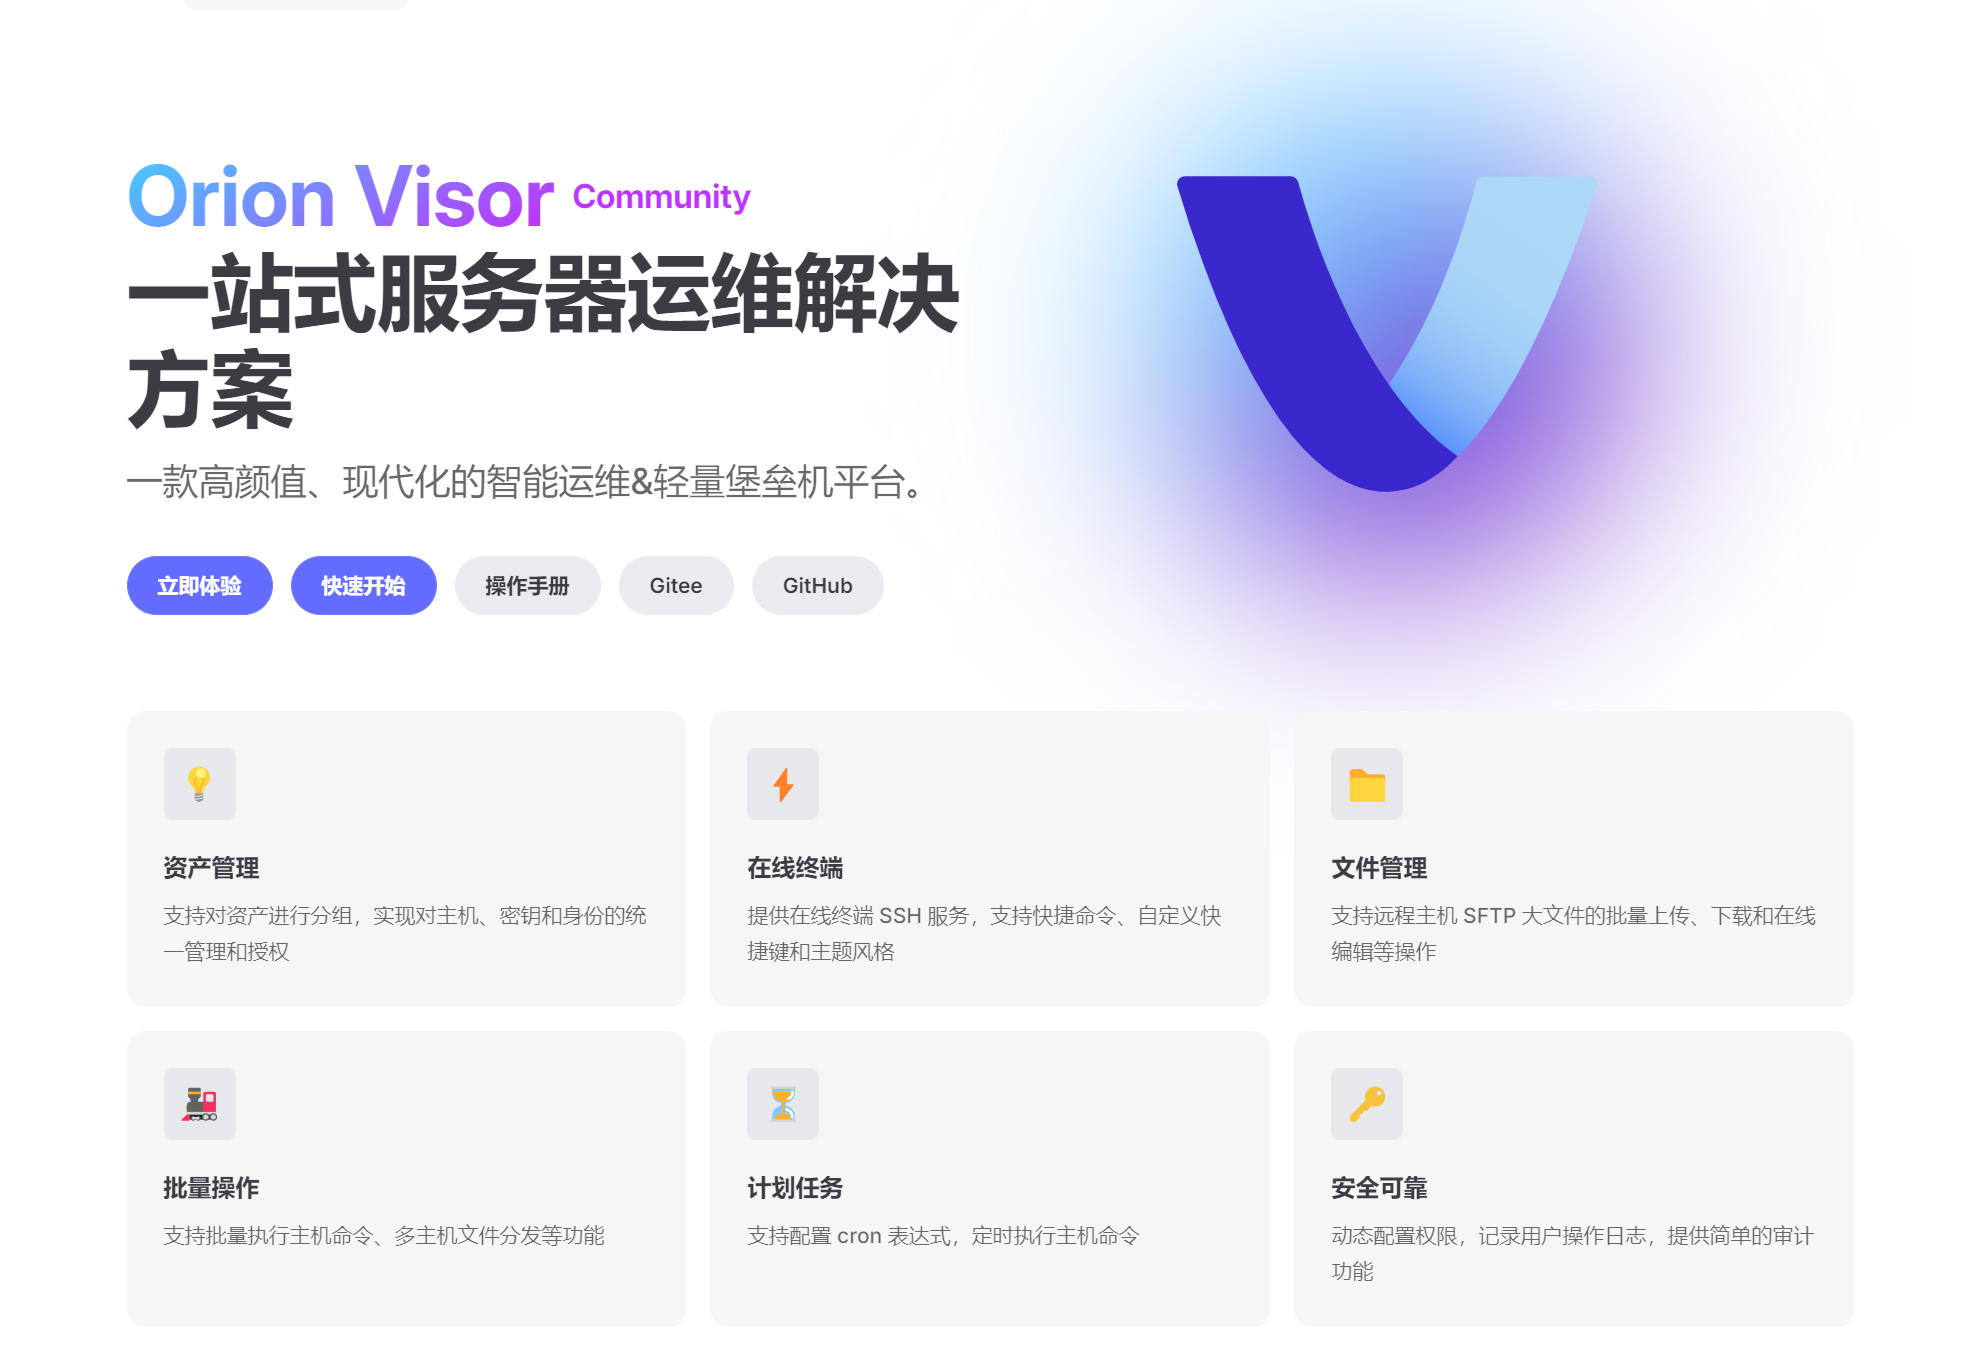 Orion Visor Community
一站式服务器运维解决
方案
一款高颜值、现代化的智能运维&轻量堡垒机平台。
立即体验 快速开始 操作手册 Gitee GitHub
资产管理
支持对资产进行分组，实现对主机、密钥和身份的统
一管理和授权
在线终端
提供在线终端 SSH 服务，支持快捷命令、自定义快
捷键和主题风格
文件管理
支持远程主机 SFTP 大文件的批量上传、下载和在线
编辑等操作
批量操作
支持批量执行主机命令、多主机文件分发等功能
计划任务
支持配置 cron 表达式，定时执行主机命令
安全可靠
动态配置权限，记录用户操作日志，提供简单的审计
功能